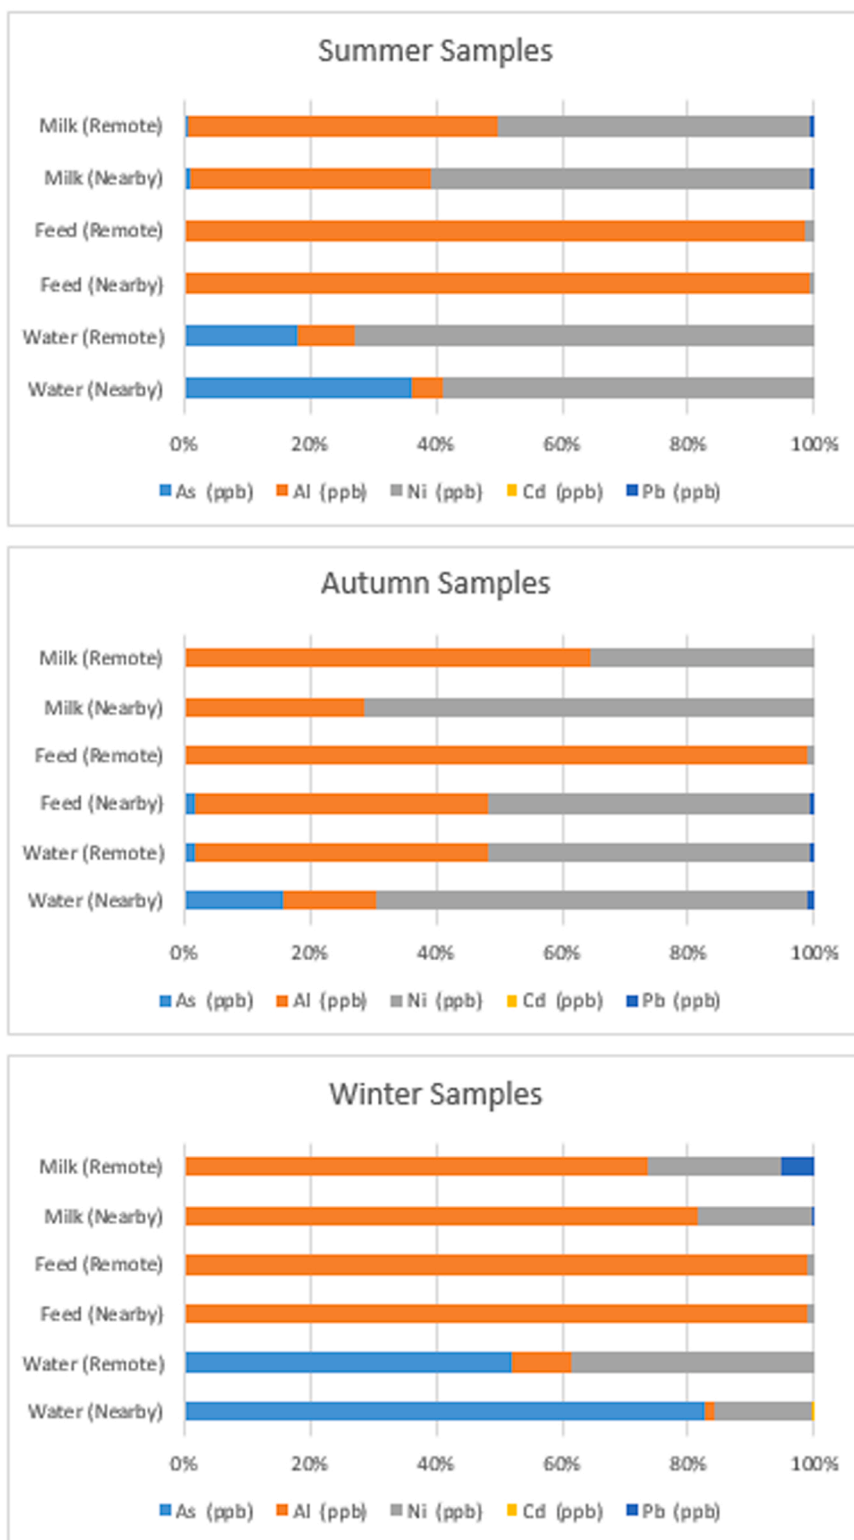 Summer Samples
Milk (Remote)
Milk (Nearby)
Feed (Remote)
Feed (Nearby)
Water (Remote)
Water (Nearby)
0% 20% 40% 60% 80% 100%
As (ppb) Al (ppb) Ni (ppb) Cd (ppb) Pb (ppb)
Autumn Samples
Milk (Remote)
Milk (Nearby)
Feed (Remote)
Feed (Nearby)
Water (Remote)
Water (Nearby)
0% 20% 40% 60% 80% 100%
As (ppb) Al (ppb) Ni (ppb) Cd (ppb) Pb (ppb)
Winter Samples
Milk (Remote)
Milk (Nearby)
Feed (Remote)
Feed (Nearby)
Water (Remote)
Water (Nearby)
0% 20% 40% 60% 80% 100%
As (ppb) Al (ppb) Ni (ppb) Cd (ppb) Pb (ppb)